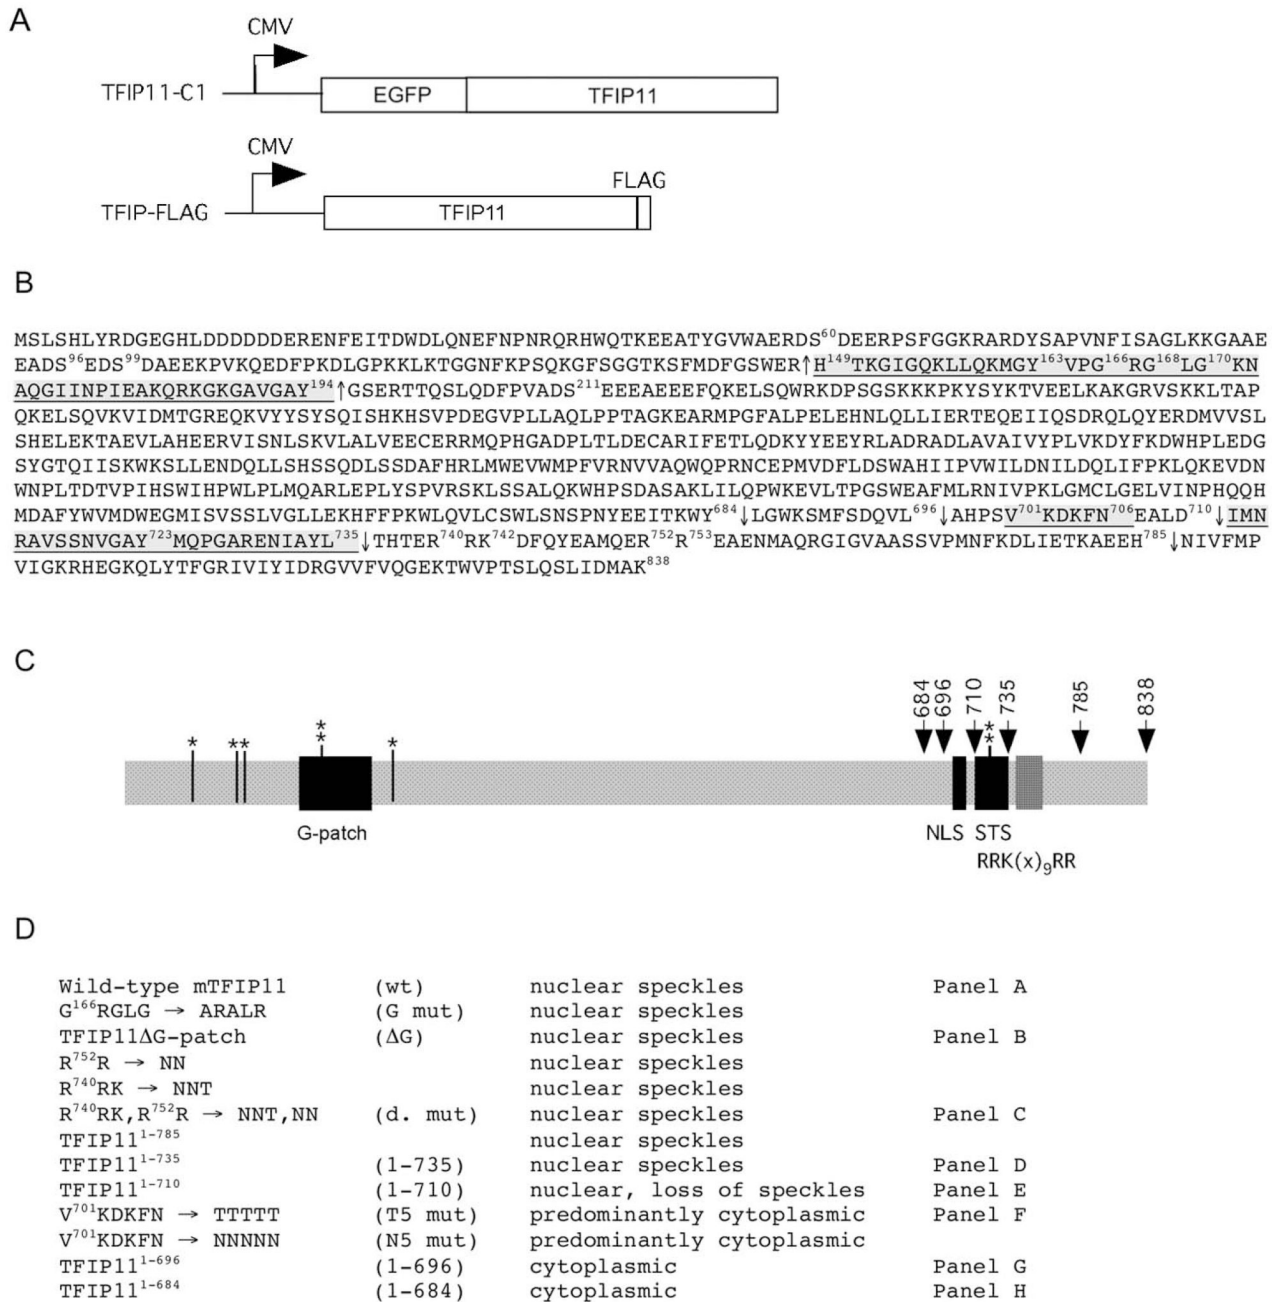 A
CMV
TFIP11-C1
EGFP
TFIP11
CMV
FLAG
TFIP-FLAG
TFIP11
B
MSLSHLYRDGEGHLDDDDDDERENFEITDWDLQNEFNPNRQRHWQTKEEATYGVWAERDS⁶⁰DEERPSFGGKRARDYSAPVNFISAGLKKGAAE
EADS⁹⁶EDS⁹⁹DAEEKPVKQEDFPKDLGPKKLKTGGNFKPSQKGFSGGTKSFMDFGSWER↑H¹⁴⁹TKGIGQKLLQKMGY¹⁶³VPG¹⁶⁶RG¹⁶⁸LG¹⁷⁰KN
AQGIINPIEAKQRKGKGAVGAY¹⁹⁴↑GSERTTQSLQDFPVADS²¹¹EEEAEEEFQKELSQWRKDPSGSKKKPKYSYKTVEELKAKGRVSKKLTAP
QKELSQVKVIDMTGREQKVYYSYSQISHKHSVPDEGVPLLAQLPPTAGKEARMPGFALPELEHNLQLLIERTEQEIIQSDRQLQYERDMVVSL
SHELEKTAEVLAHEERVISNLSKVLALVEECERRMQPHGADPLTLDECARIFETLQDKYYEEYRLADRADLAVAIVYPLVKDYFKDWHPLEDG
SYGTQIISKWKSLLENDQLLSHSSQDLSSDAFHRLMWEVWMPFVRNVVAQWQPRNCEPMVDFLDSWAHIIPVWILDNILDQLIFPKLQKEVDN
WNPLTDTVPIHSWIHPWLPLMQARLEPLYSPVRSKLSSALQKWHPSDASAKLILQPWKEVLTPGSWEAFMLRNIVPKLGMCLGELVINPHQQH
MDAFYWVMDWEGMISVSSLVGLLEKHFFPKWLQVLCSWLSNSPNYEEITKWY⁶⁸⁴↓LGWKSMFSDQVL⁶⁹⁶↓AHPSV⁷⁰¹KDKFN⁷⁰⁶EALD⁷¹⁰↓IMN
RAVSSNVGAY⁷²³MQPGARENIAYL⁷³⁵↓THTER⁷⁴⁰RK⁷⁴²DFQYEAMQER⁷⁵²R⁷⁵³EAENMAQRGIGVAASSVPMNFKDLIETKAEEH⁷⁸⁵↓NIVFMP
VIGKRHEGKQLYTFGRIVIYIDRGVVFVQGEKTWVPTSLQSLIDMAK⁸³⁸
C
684 696 710 735 785 838
* ** ** * **
G-patch
NLS STS
RRK(x)₉RR
D
Wild-type mTFIP11 (wt) nuclear speckles Panel A
G¹⁶⁶RGLG → ARALR (G mut) nuclear speckles
TFIP11ΔG-patch (ΔG) nuclear speckles Panel B
R⁷⁵²R → NN nuclear speckles
R⁷⁴⁰RK → NNT nuclear speckles
R⁷⁴⁰RK,R⁷⁵²R → NNT,NN (d. mut) nuclear speckles Panel C
TFIP11¹⁻⁷⁸⁵ nuclear speckles
TFIP11¹⁻⁷³⁵ (1-735) nuclear speckles Panel D
TFIP11¹⁻⁷¹⁰ (1-710) nuclear, loss of speckles Panel E
V⁷⁰¹KDKFN → TTTTT (T5 mut) predominantly cytoplasmic Panel F
V⁷⁰¹KDKFN → NNNNN (N5 mut) predominantly cytoplasmic
TFIP11¹⁻⁶⁹⁶ (1-696) cytoplasmic Panel G
TFIP11¹⁻⁶⁸⁴ (1-684) cytoplasmic Panel H